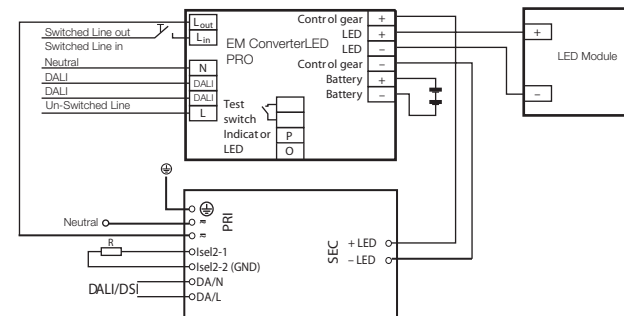 Switched Line out
Switched Line in
Neutral
DALI
DALI
Un-Switched Line
Lout
Lin
N
DALI
DALI
L
EM ConverterLED
PRO
Test
switch
Indicator
LED
P
O
Control gear +
LED +
LED –
Control gear –
Battery +
Battery –
+
–
LED Module
Neutral
R
DALI/DSI
≂
≂
PRI
Isel2-1
Isel2-2 (GND)
DA/N
DA/L
SEC
+ LED
– LED